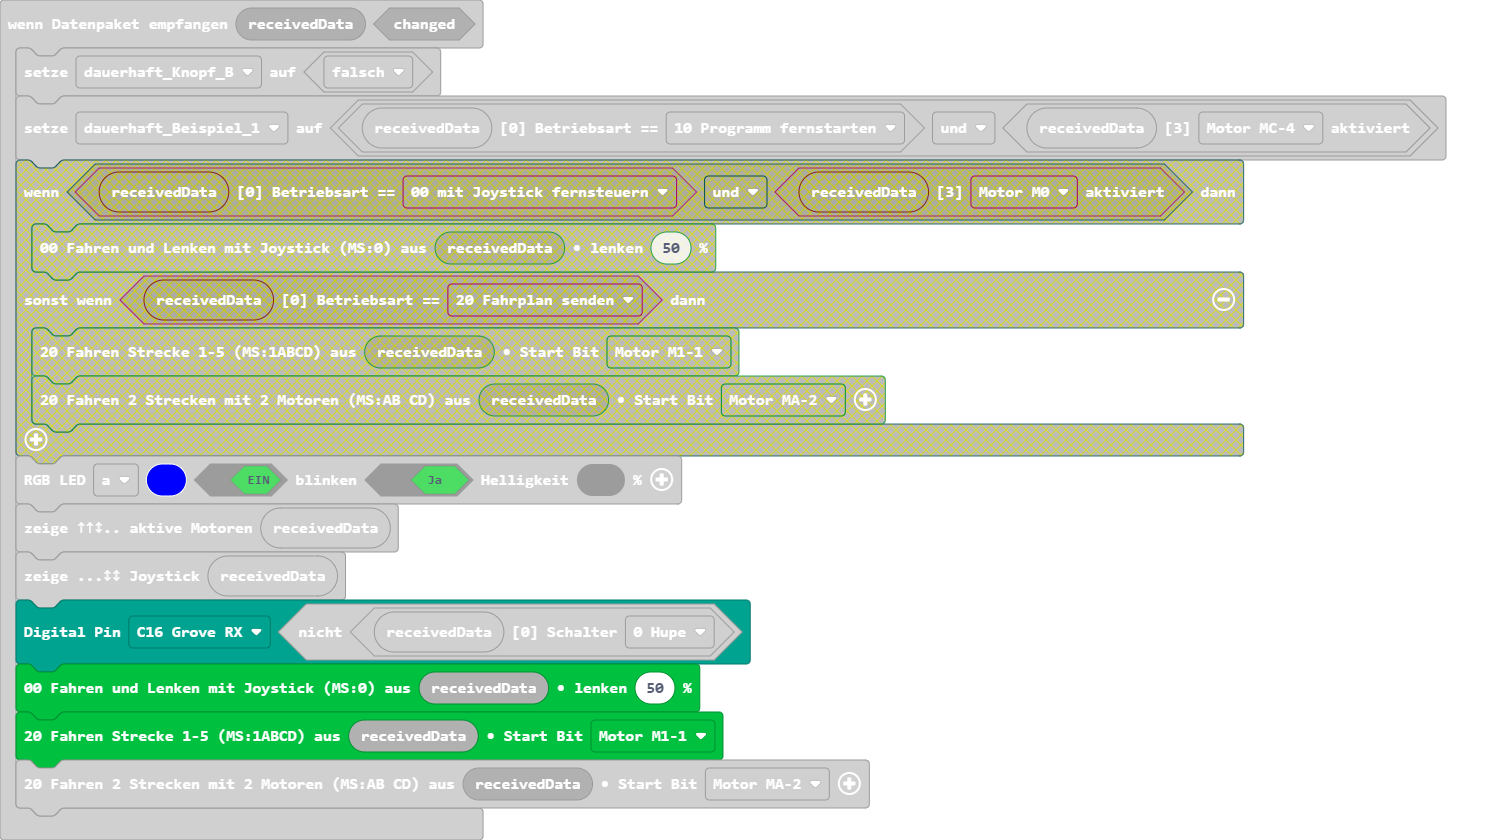 wenn Datenpaket empfangen receivedData changed
setze dauerhaft_Knopf_B auf falsch
setze dauerhaft_Beispiel_1 auf receivedData [0] Betriebsart == 10 Programm fernstarten und receivedData [3] Motor MC-4 aktiviert
wenn receivedData [0] Betriebsart == 00 mit Joystick fernsteuern und receivedData [3] Motor M0 aktiviert dann
00 Fahren und Lenken mit Joystick (MS:0) aus receivedData • lenken 50 %
sonst wenn receivedData [0] Betriebsart == 20 Fahrplan senden dann
20 Fahren Strecke 1-5 (MS:1ABCD) aus receivedData • Start Bit Motor M1-1
20 Fahren 2 Strecken mit 2 Motoren (MS:AB CD) aus receivedData • Start Bit Motor MA-2
RGB LED a EIN blinken Ja Helligkeit %
zeige ↑↑↕.. aktive Motoren receivedData
zeige ...↕↕ Joystick receivedData
Digital Pin C16 Grove RX nicht receivedData [0] Schalter 0 Hupe
00 Fahren und Lenken mit Joystick (MS:0) aus receivedData • lenken 50 %
20 Fahren Strecke 1-5 (MS:1ABCD) aus receivedData • Start Bit Motor M1-1
20 Fahren 2 Strecken mit 2 Motoren (MS:AB CD) aus receivedData • Start Bit Motor MA-2